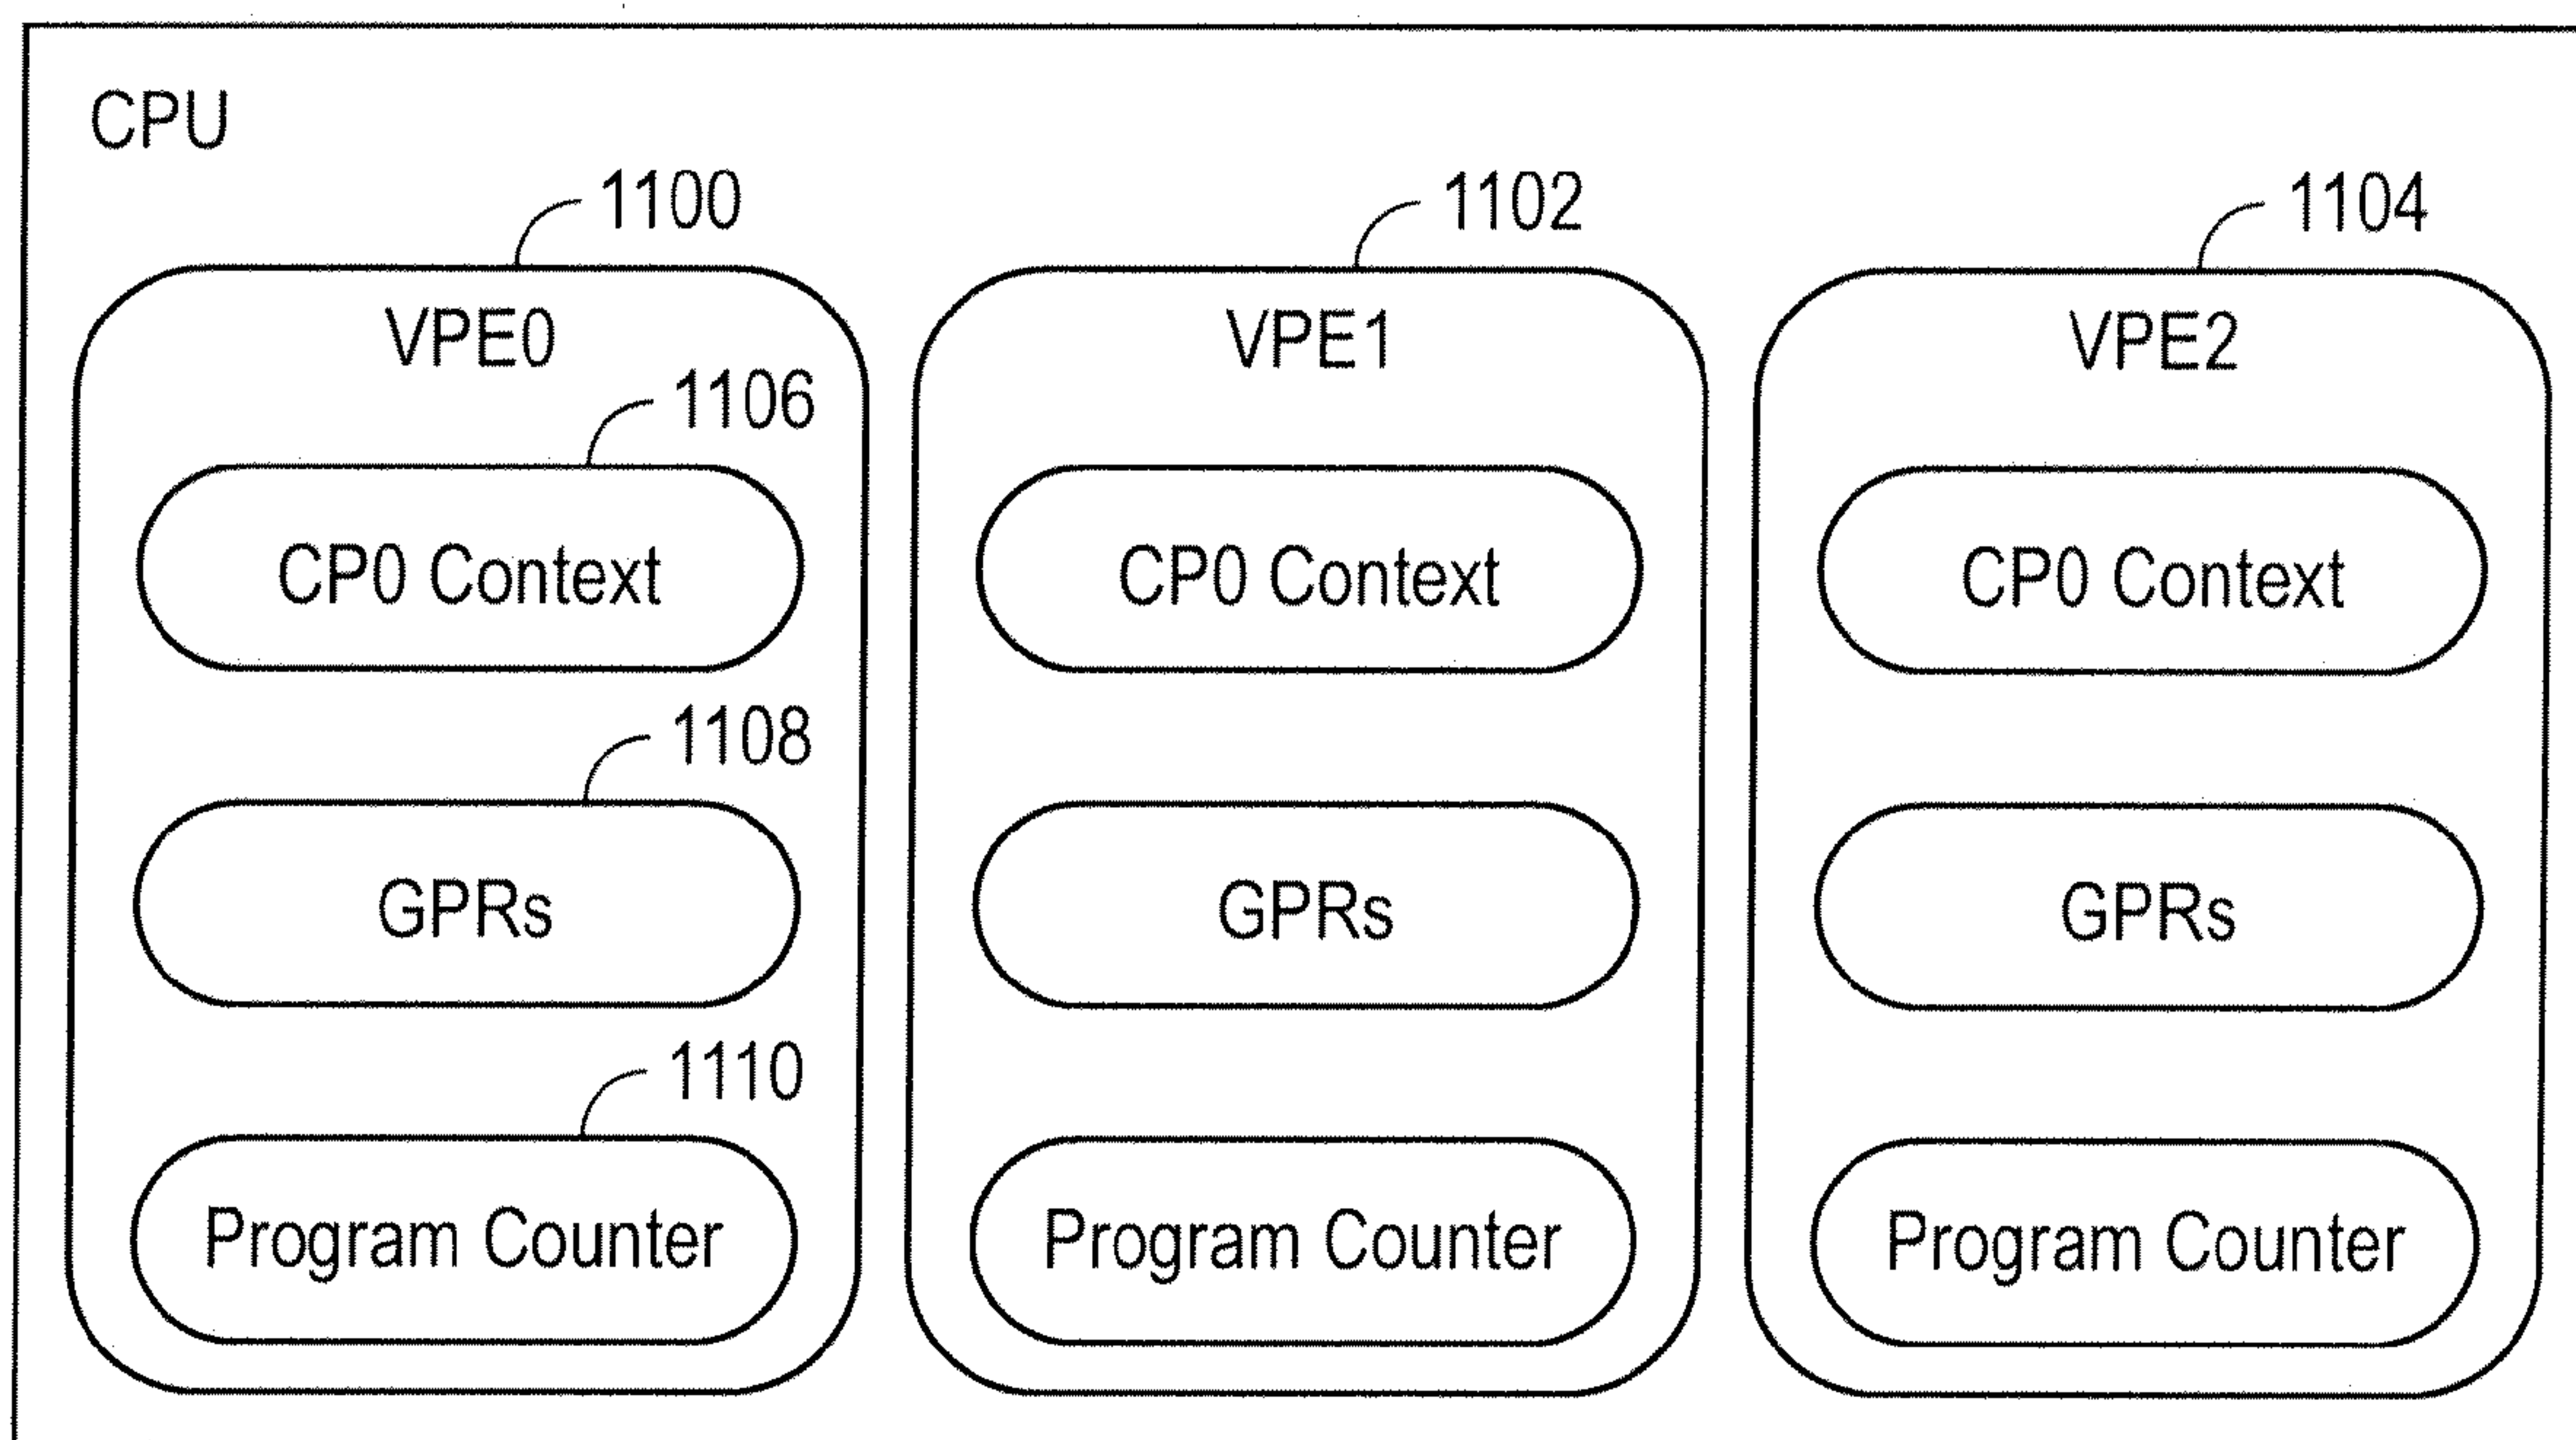 CPU
1100 1102 1104
VPE0 VPE1 VPE2
1106
CP0 Context CP0 Context CP0 Context
1108
GPRs GPRs GPRs
1110
Program Counter Program Counter Program Counter